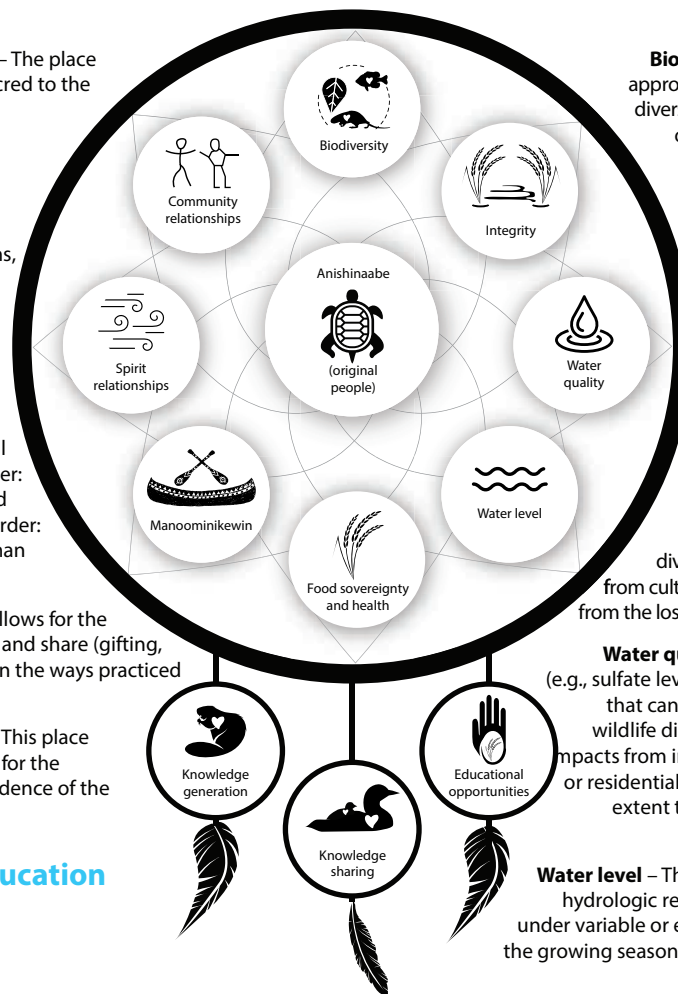 – The place
cred to the
ns,
l
er:
d
rder:
nan
llows for the
and share (gifting,
n the ways practiced
This place
for the
dence of the
ucation
Biodiversity
Community
relationships
Integrity
Anishinaabe
(original
people)
Spirit
relationships
Water
quality
Manoominikewin
Water level
Food sovereignty
and health
Knowledge
generation
Educational
opportunities
Knowledge
sharing
Bio
appro
divers
div
from cult
from the los
Water qu
(e.g., sulfate lev
that can
wildlife di
mpacts from i
or residential
extent t
Water level – Th
hydrologic re
under variable or e
the growing season